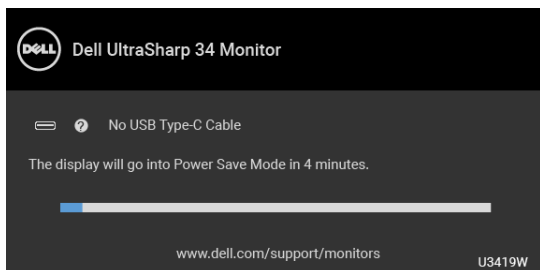 DELL
Dell UltraSharp 34 Monitor
No USB Type-C Cable
The display will go into Power Save Mode in 4 minutes.
www.dell.com/support/monitors
U3419W